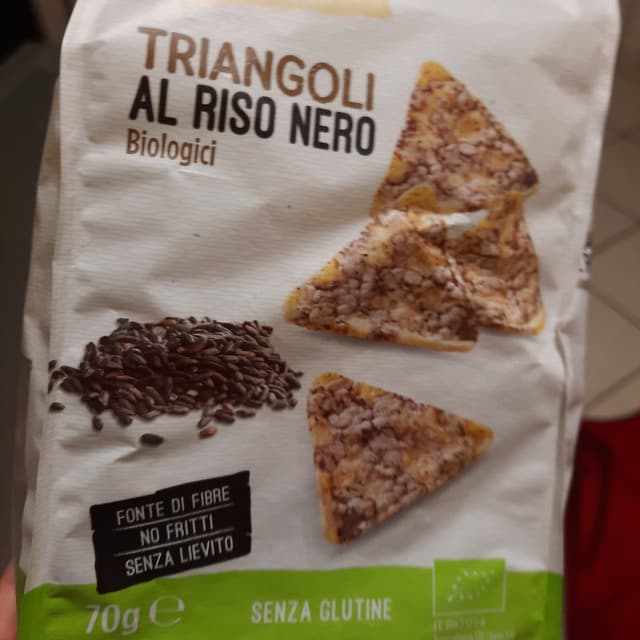 TRIANGOLI
AL RISO NERO
Biologici
FONTE DI FIBRE
NO FRITTI
SENZA LIEVITO
70g e
SENZA GLUTINE